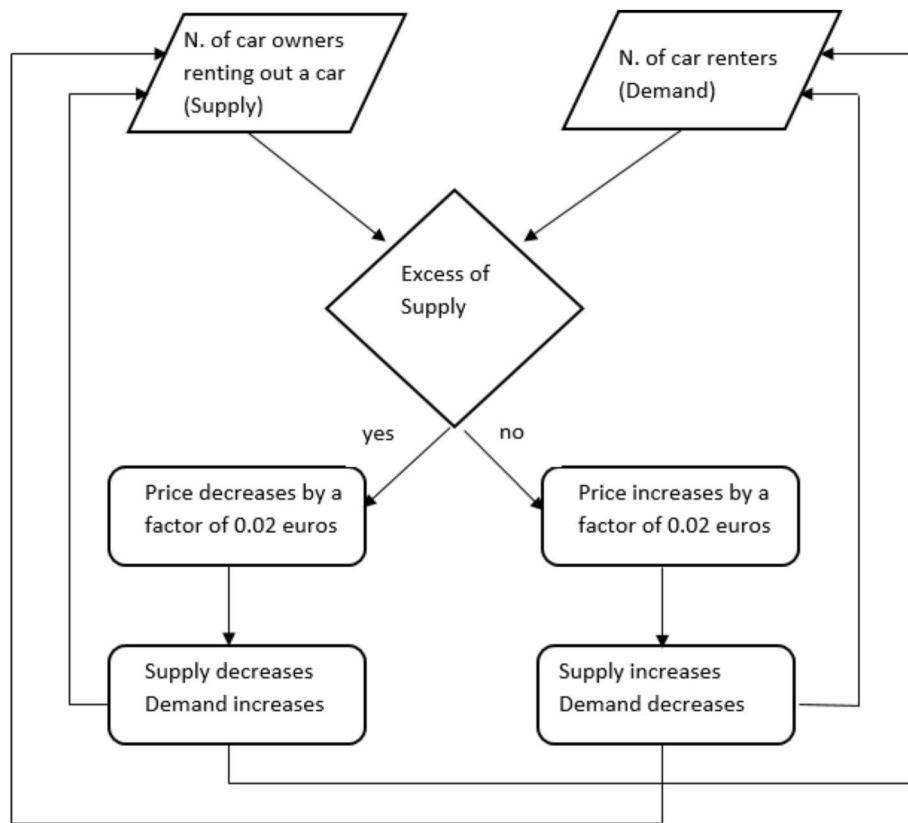 N. of car owners
renting out a car
(Supply)
N. of car renters
(Demand)
Excess of
Supply
yes
no
Price decreases by a
factor of 0.02 euros
Price increases by a
factor of 0.02 euros
Supply decreases
Demand increases
Supply increases
Demand decreases